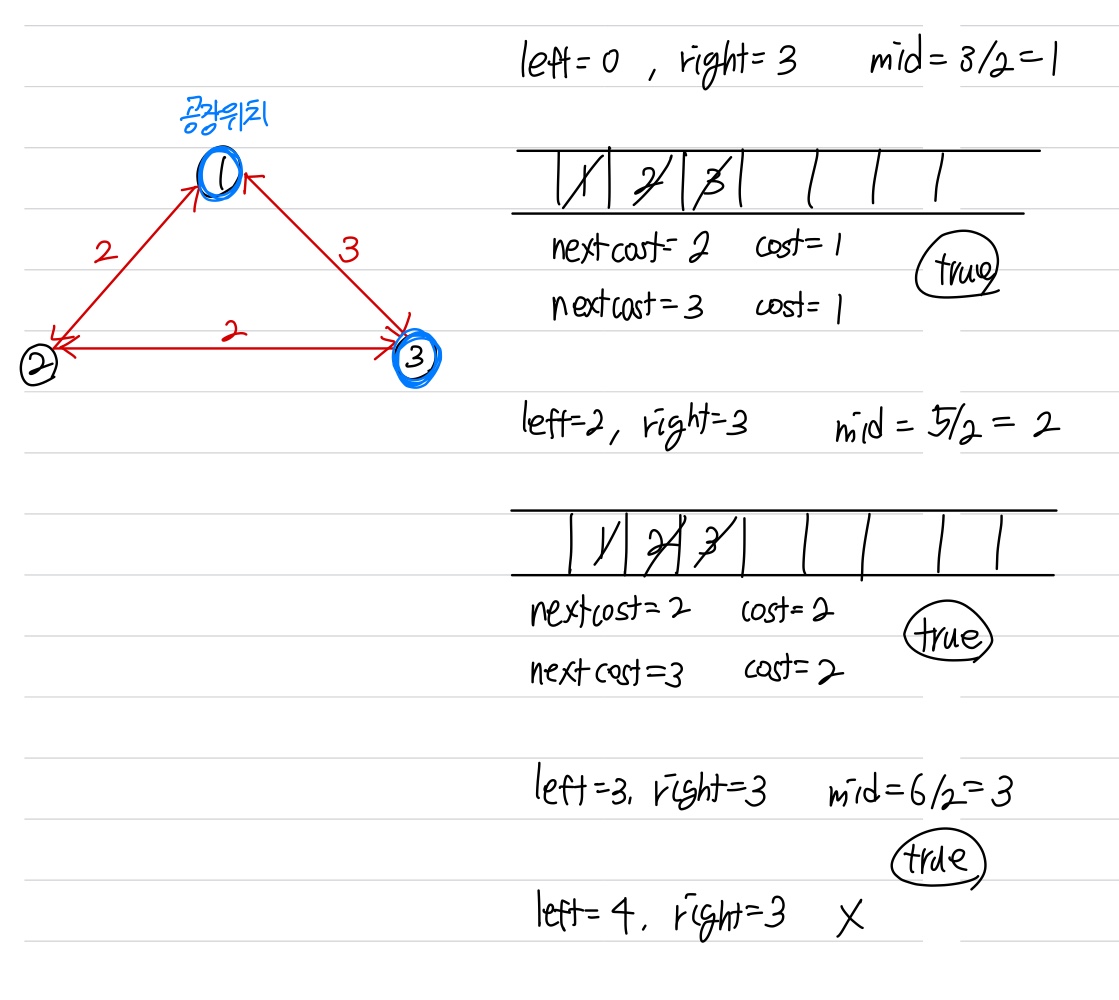 left= 0 , right= 3 mid= 3/2=1
공장위치
1
1 2 3
2 3
nextcost= 2 cost= 1
true
nextcost=3 cost= 1
2
2 3
left=2, right=3 mid = 5/2 = 2
1 2 3
nextcost= 2 cost= 2
true
nextcost=3 cost=2
left=3, right=3 mid=6/2=3
true
left= 4, right=3 X